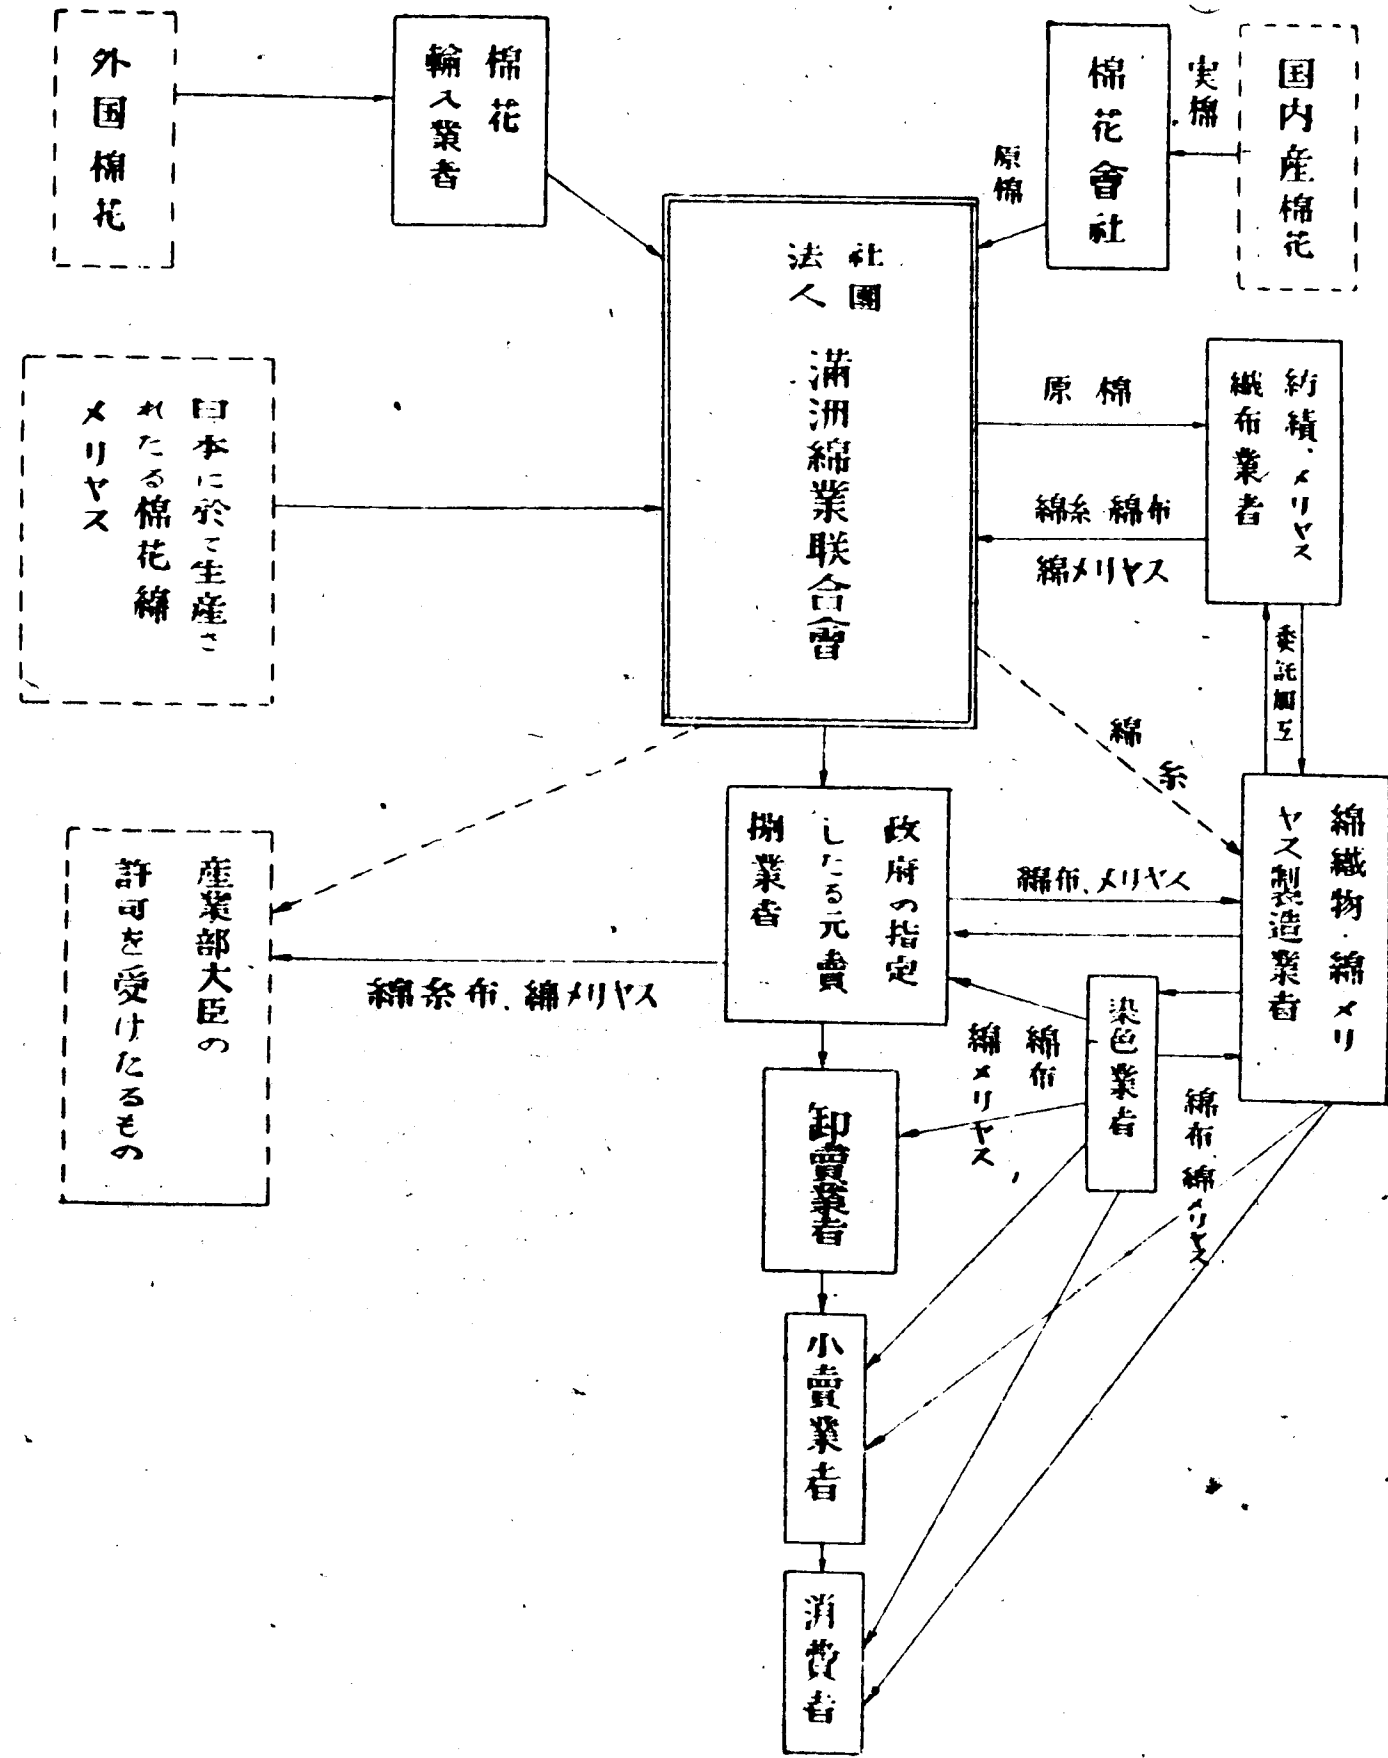 国内産棉花
実棉
棉花會社
原棉
棉花
輸入業者
外国棉花
社團
法人
滿洲綿業联合會
紡績、メリヤス
織布業者
原棉
綿糸 綿布
綿メリヤス
日本に於て生産さ
れたる棉花綿
メリヤス
委託加工
綿糸
綿織物・綿メリ
ヤス製造業者
政府の指定
したる元賣
捌業者
綿布、メリヤス
産業部大臣の
許可を受けたるもの
綿糸布、綿メリヤス
染色業者
綿布
綿メリヤス
綿布 綿メリヤス
卸賣業者
小賣業者
消費者